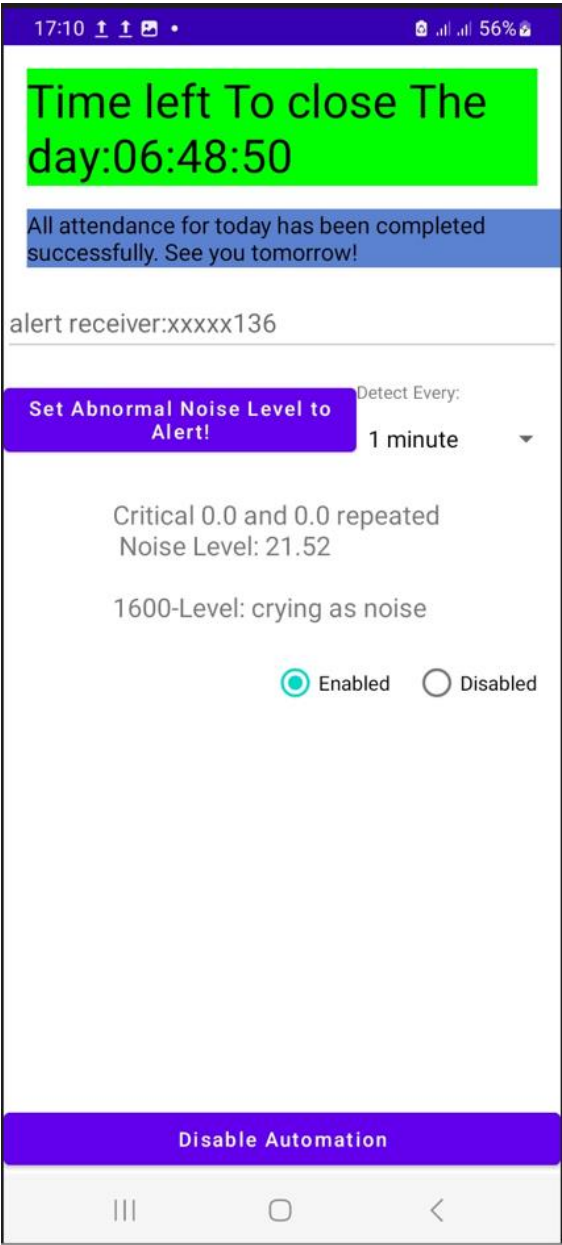 17:10
56%
Time left To close The
day:06:48:50
All attendance for today has been completed
successfully. See you tomorrow!
alert receiver:xxxxx136
Set Abnormal Noise Level to
Alert!
Detect Every:
1 minute
Critical 0.0 and 0.0 repeated
Noise Level: 21.52
1600-Level: crying as noise
Enabled
Disabled
Disable Automation